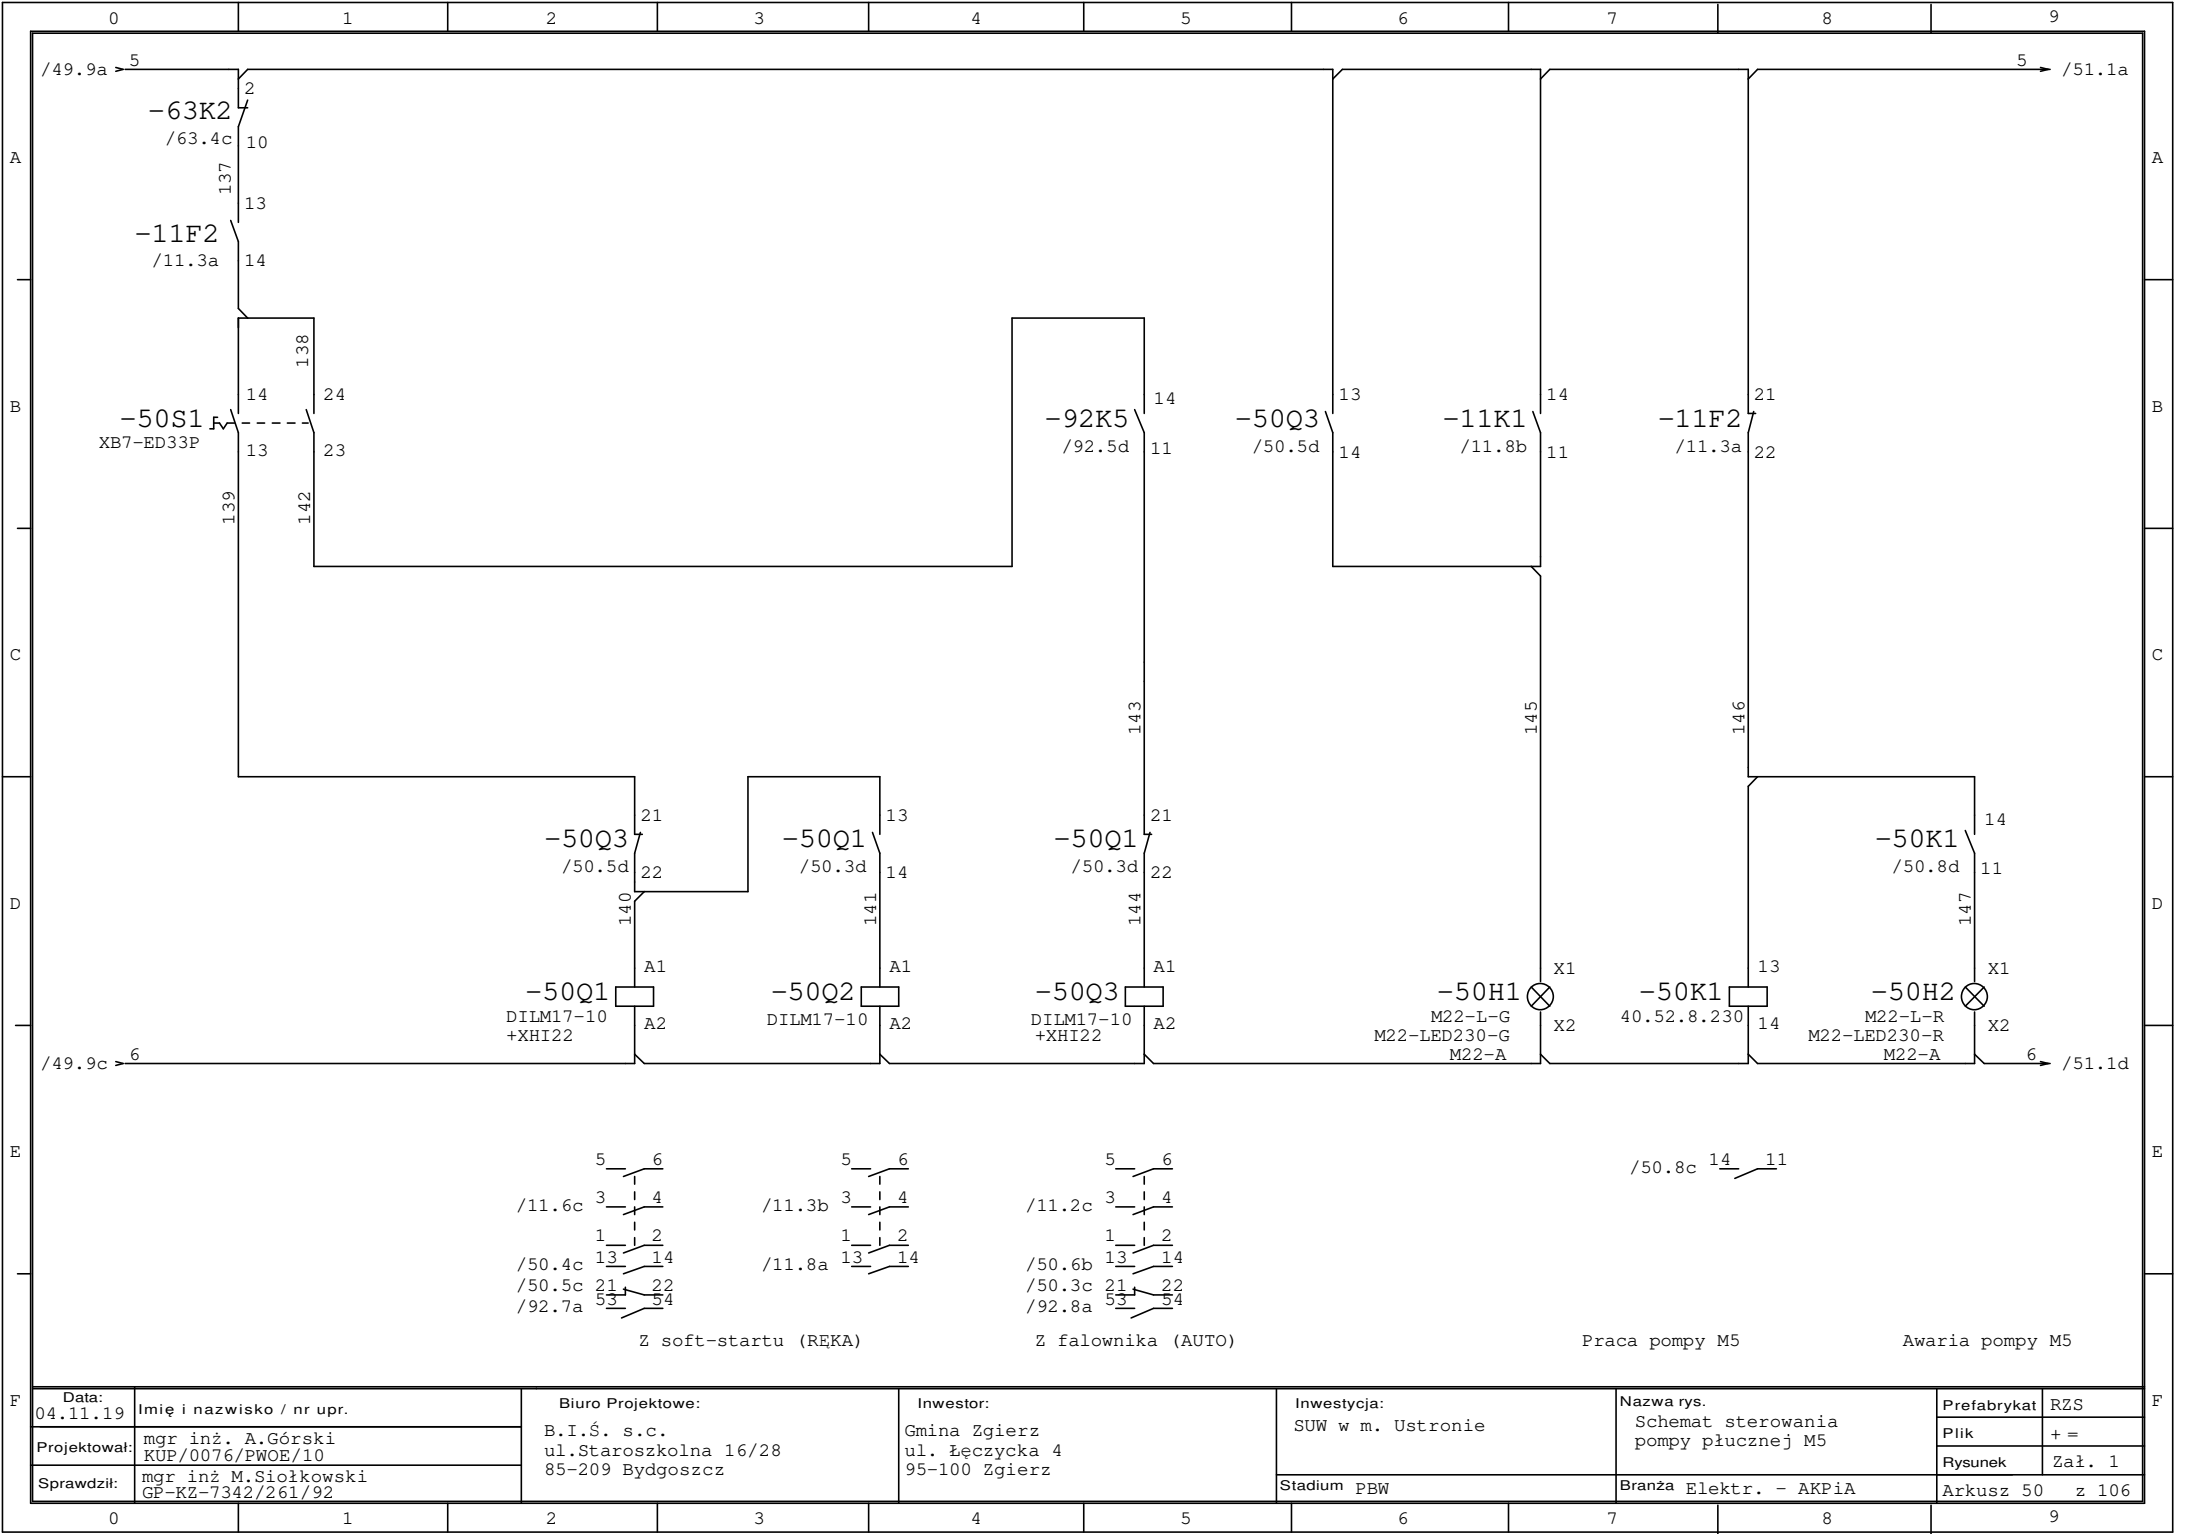 0 1 2 3 4 5 6 7 8 9
/49.9a 5
5 /51.1a
2
-63K2
/63.4c 10
A A
137
13
-11F2
/11.3a 14
138
14 24
B B
-50S1
XB7-ED33P
13 23
139 142
14
-92K5
/92.5d 11
13
-50Q3
/50.5d 14
14
-11K1
/11.8b 11
21
-11F2
/11.3a 22
C C
143 145 146
21
-50Q3
/50.5d 22
13
-50Q1
/50.3d 14
21
-50Q1
/50.3d 22
14
-50K1
/50.8d 11
D D
140 141 144 147
A1
-50Q1
DILM17-10
+XHI22
A2
A1
-50Q2
DILM17-10 A2
A1
-50Q3
DILM17-10
+XHI22
A2
X1
-50H1
M22-L-G
M22-LED230-G
M22-A
X2
13
-50K1
40.52.8.230 14
X1
-50H2
M22-L-R
M22-LED230-R
M22-A
X2
/49.9c 6
6 /51.1d
E E
5 6
/11.6c 3 4
1 2
/50.4c 13 14
/50.5c 21 22
/92.7a 53 54
5 6
/11.3b 3 4
1 2
/11.8a 13 14
5 6
/11.2c 3 4
1 2
/50.6b 13 14
/50.3c 21 22
/92.8a 53 54
/50.8c 14 11
Z soft-startu (RĘKA)
Z falownika (AUTO)
Praca pompy M5
Awaria pompy M5
F F
Data:
04.11.19
Imię i nazwisko / nr upr.
Projektował:
mgr inż. A.Górski
KUP/0076/PWOE/10
Sprawdził:
mgr inż M.Siołkowski
GP-KZ-7342/261/92
Biuro Projektowe:
B.I.Ś. s.c.
ul.Staroszkolna 16/28
85-209 Bydgoszcz
Inwestor:
Gmina Zgierz
ul. Łęczycka 4
95-100 Zgierz
Inwestycja:
SUW w m. Ustronie
Stadium PBW
Nazwa rys.
Schemat sterowania
pompy płucznej M5
Branża Elektr. - AKPiA
Prefabrykat RZS
Plik + =
Rysunek Zał. 1
Arkusz 50 z 106
0 1 2 3 4 5 6 7 8 9